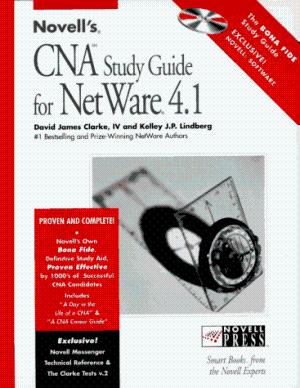 Novell's®
The BONA FIDE
Study Guide
EXCLUSIVE!
NOVELL SOFTWARE
CNA℠ Study Guide
for NetWare® 4.1
David James Clarke, IV and Kelley J.P. Lindberg
#1 Bestselling and Prize-Winning NetWare Authors
PROVEN AND COMPLETE!
• Novell's Own
Bona Fide,
Definitive Study Aid,
Proven Effective
by 1000's of Successful
CNA Candidates
Includes
"A Day in the
Life of a CNA" &
"A CNA Career Guide"
Exclusive!
Novell Messenger
Technical Reference &
The Clarke Tests v.2
NOVELL
PRESS
Smart Books, from
the Novell Experts